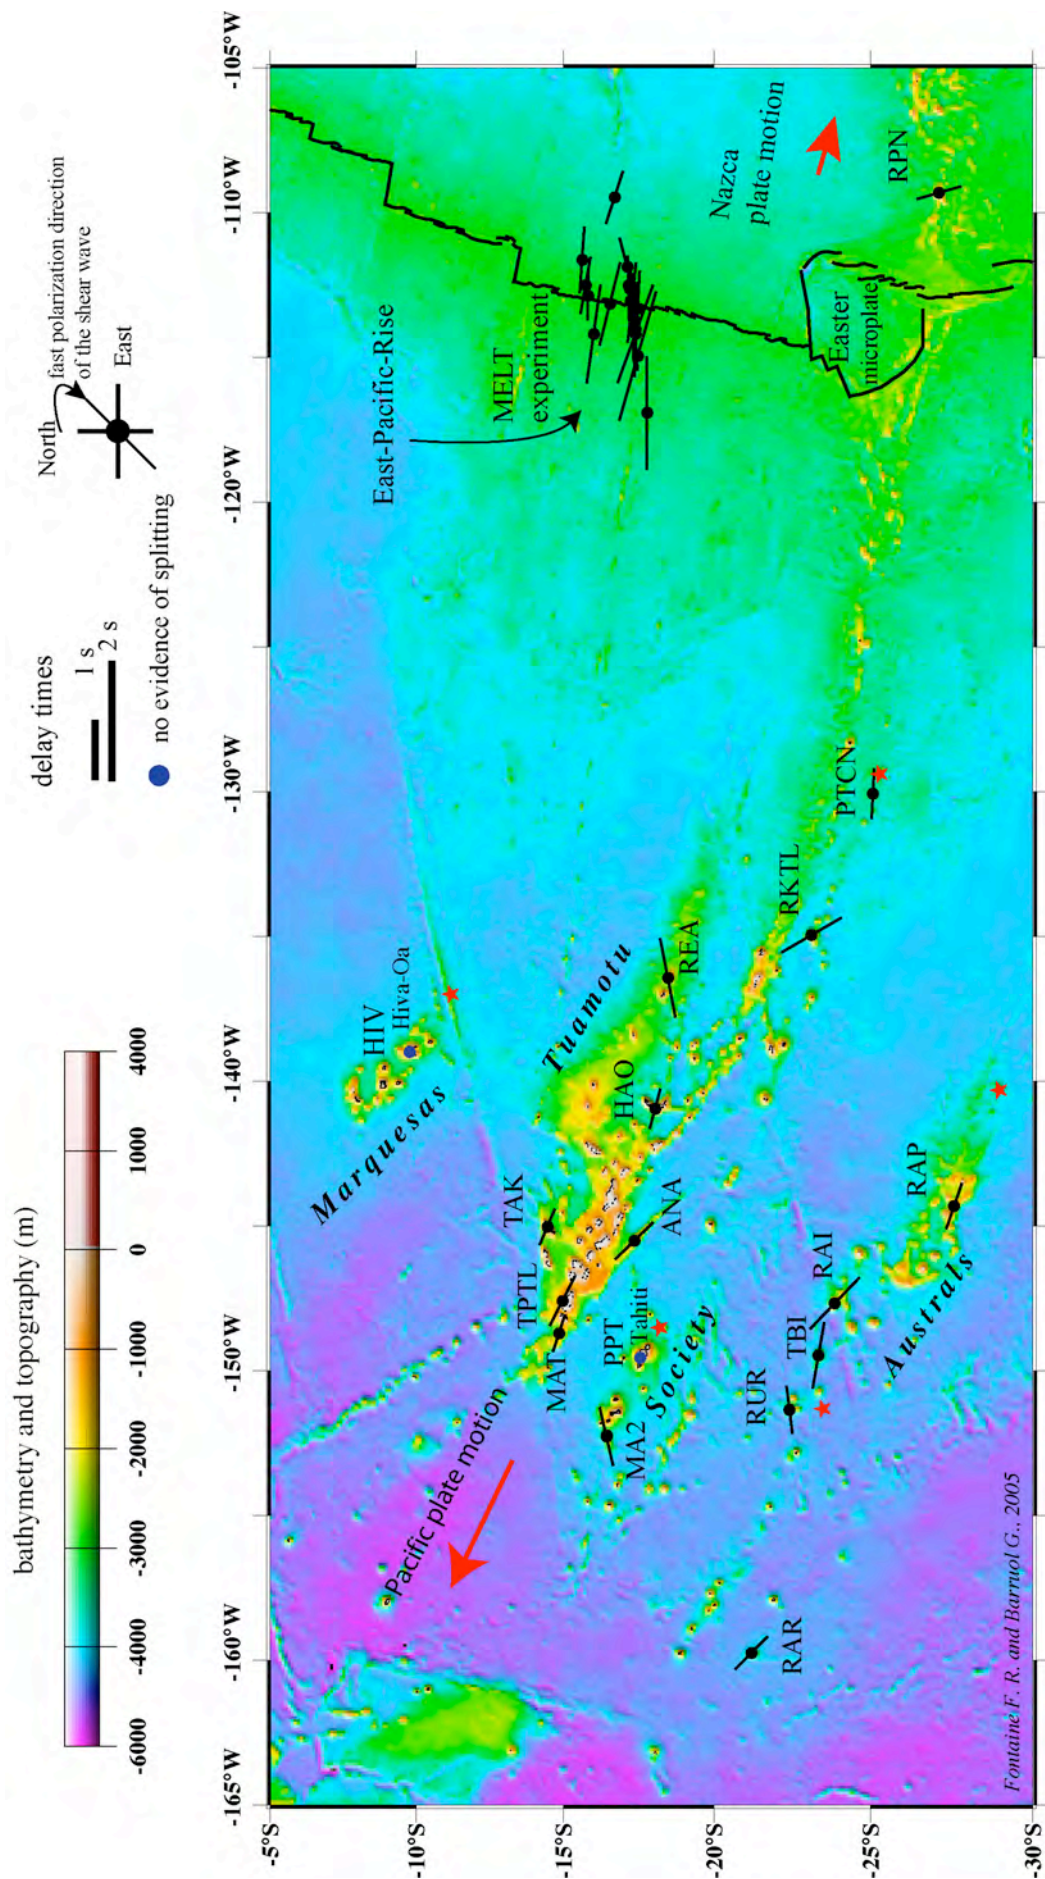 bathymetry and topography (m)
-6000
-4000
-3000
-2000
-1000
0
1000
4000
delay times
1 s
2 s
no evidence of splitting
North
fast polarization direction
of the shear wave
East
-165°W
-160°W
-150°W
-140°W
-130°W
-120°W
-110°W
-105°W
-5°S
-10°S
-15°S
-20°S
-25°S
-30°S
HIV
Hiva-Oa
Marquesas
East-Pacific-Rise
MELT
experiment
Pacific plate motion
TAK
TPTL
MAT
Tuamotu
HAO
REA
ANA
PPT
Tahiti
MA2
Society
RKTL
PTCN
Nazca
plate motion
Easter
microplate
RPN
RAR
RUR
TBI
RAI
RAP
Australs
Fontaine F. R. and Barruol G., 2005